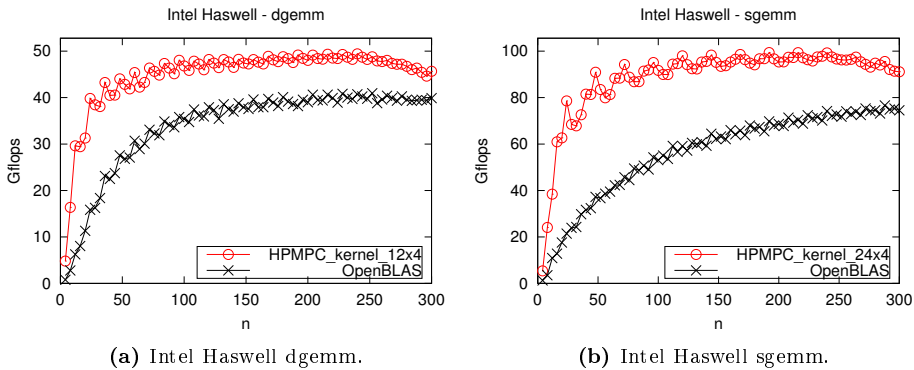 Intel Haswell - dgemm
50
40
30
20
10
0
Gflops
0 50 100 150 200 250 300
n
HPMPC_kernel_12x4
OpenBLAS
(a) Intel Haswell dgemm.
Intel Haswell - sgemm
100
80
60
40
20
0
Gflops
0 50 100 150 200 250 300
n
HPMPC_kernel_24x4
OpenBLAS
(b) Intel Haswell sgemm.